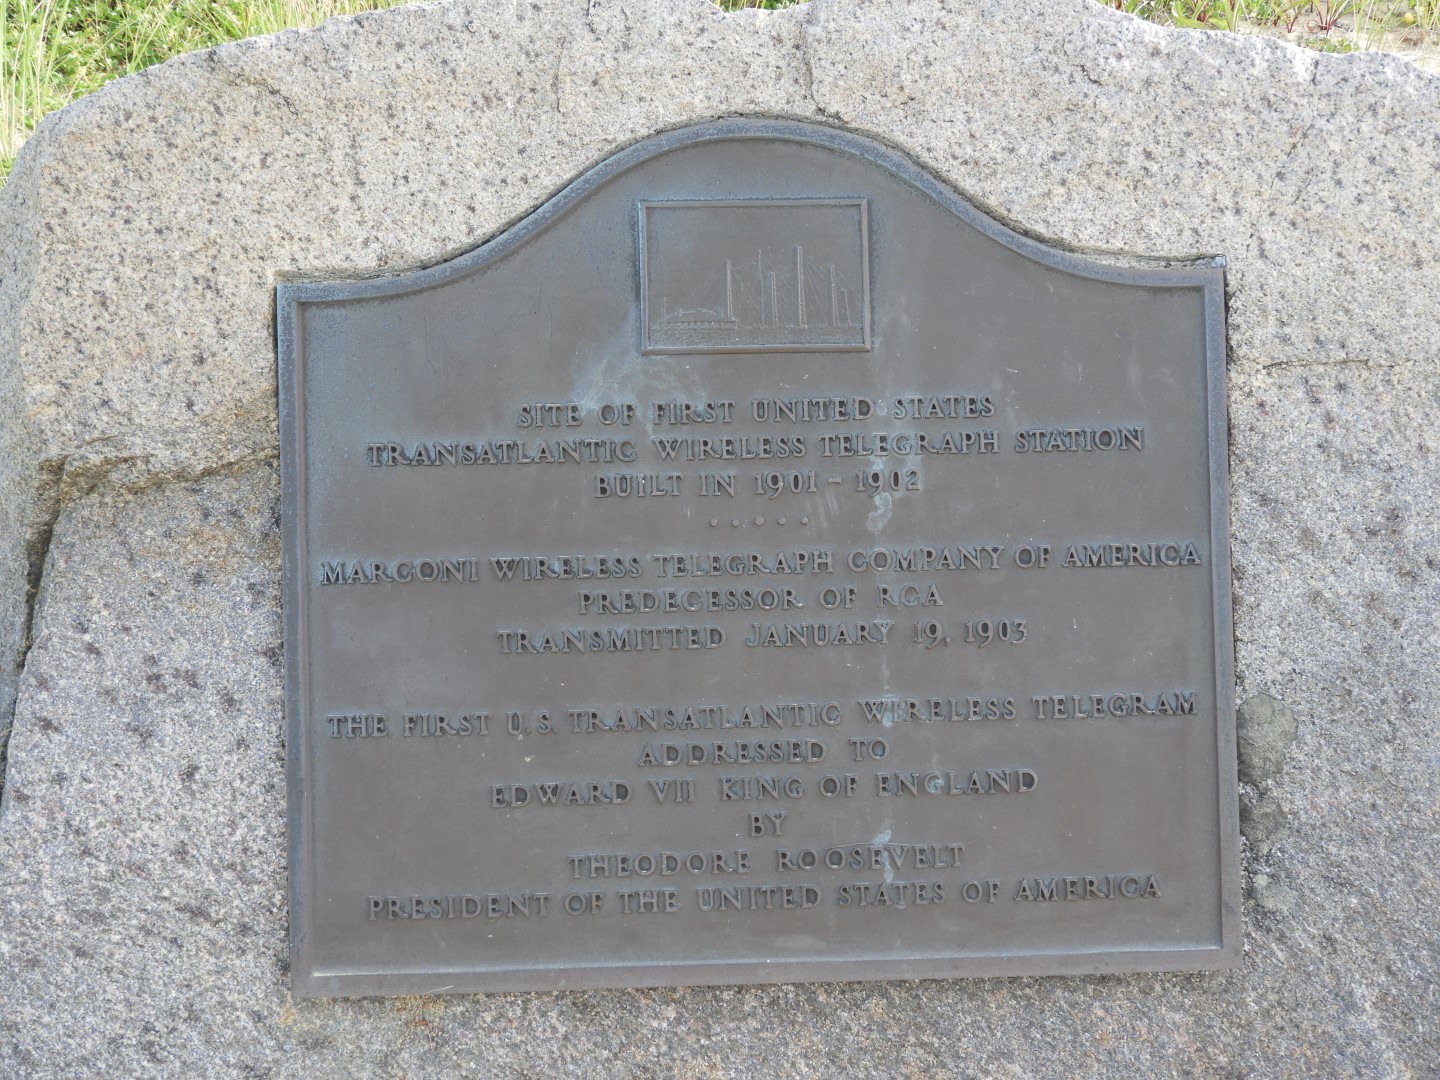 SITE OF FIRST UNITED STATES
TRANSATLANTIC WIRELESS TELEGRAPH STATION
BUILT IN 1901 - 1902
.....
MARCONI WIRELESS TELEGRAPH COMPANY OF AMERICA
PREDECESSOR OF RCA
TRANSMITTED JANUARY 19, 1903
THE FIRST U.S. TRANSATLANTIC WIRELESS TELEGRAM
ADDRESSED TO
EDWARD VII KING OF ENGLAND
BY
THEODORE ROOSEVELT
PRESIDENT OF THE UNITED STATES OF AMERICA